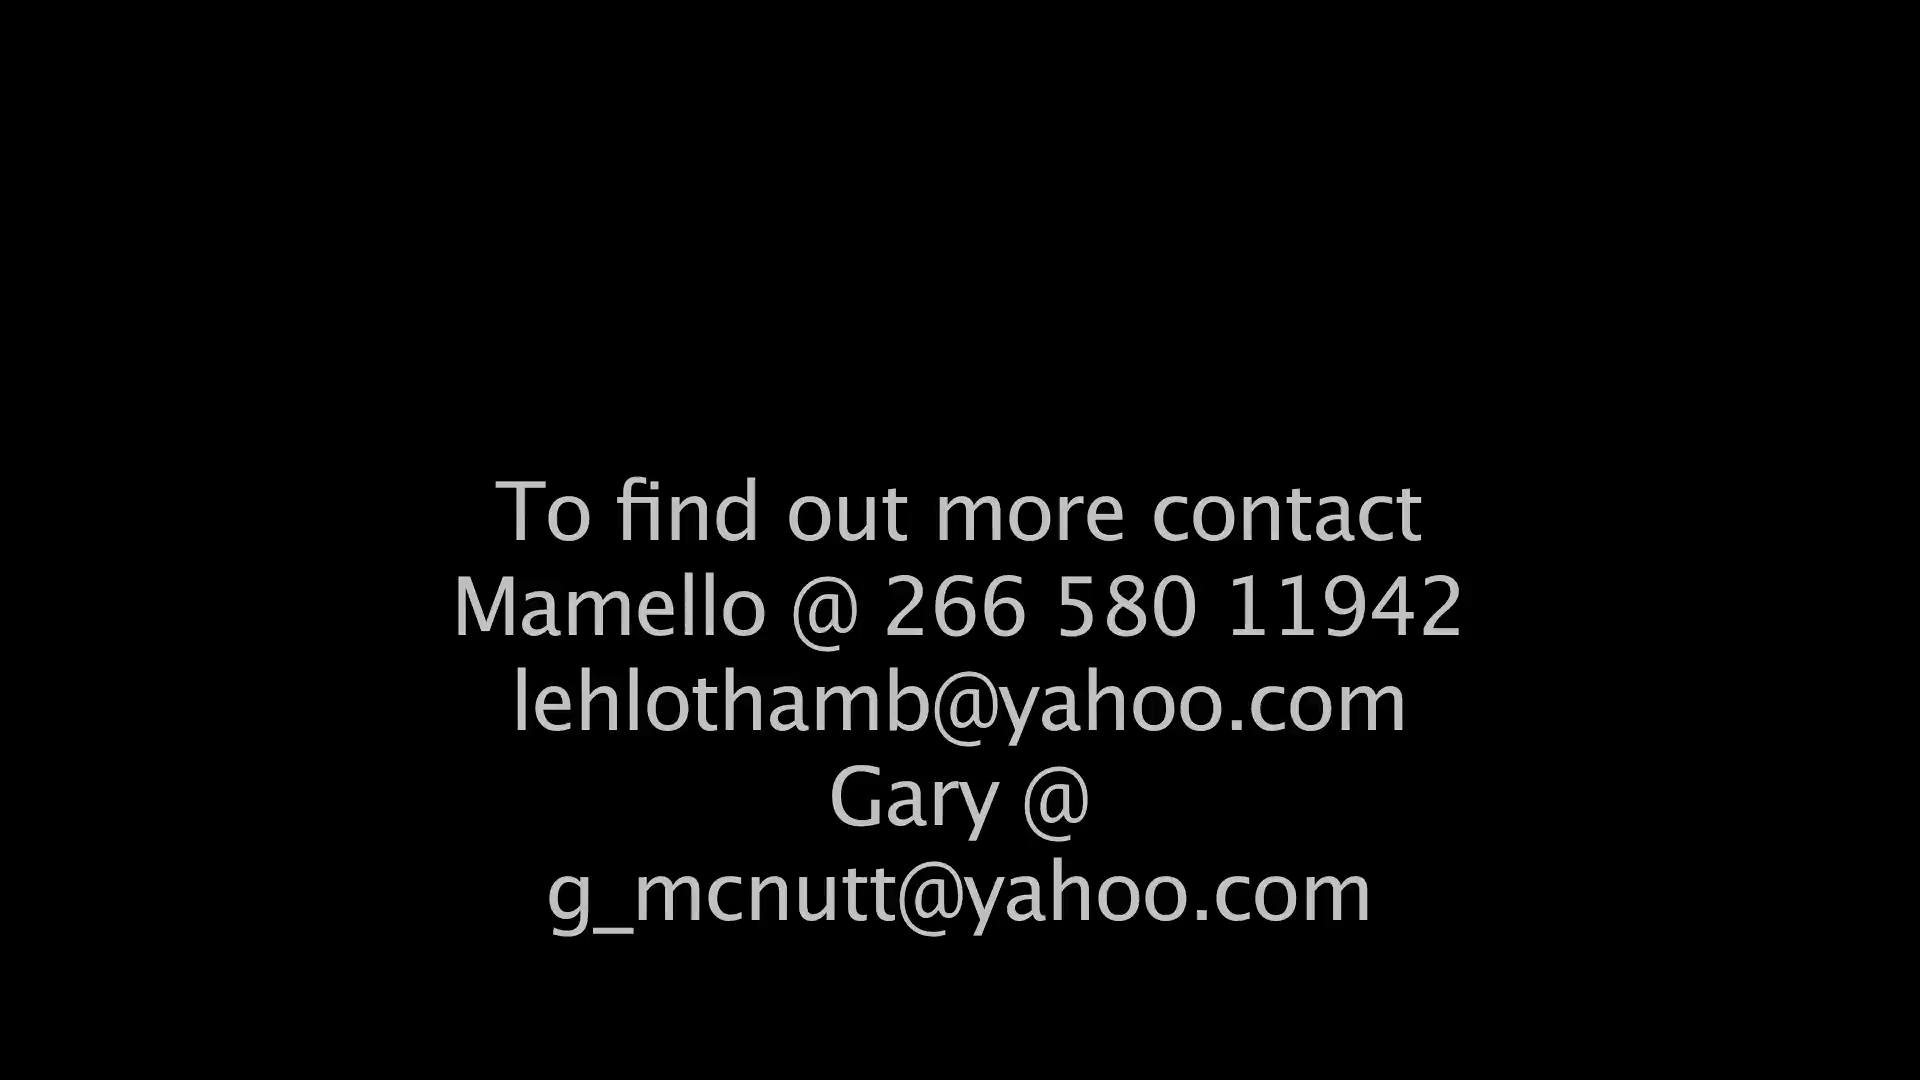 To find out more contact
Mamello @ 266 580 11942
lehlothamb@yahoo.com
Gary @
g_mcnutt@yahoo.com